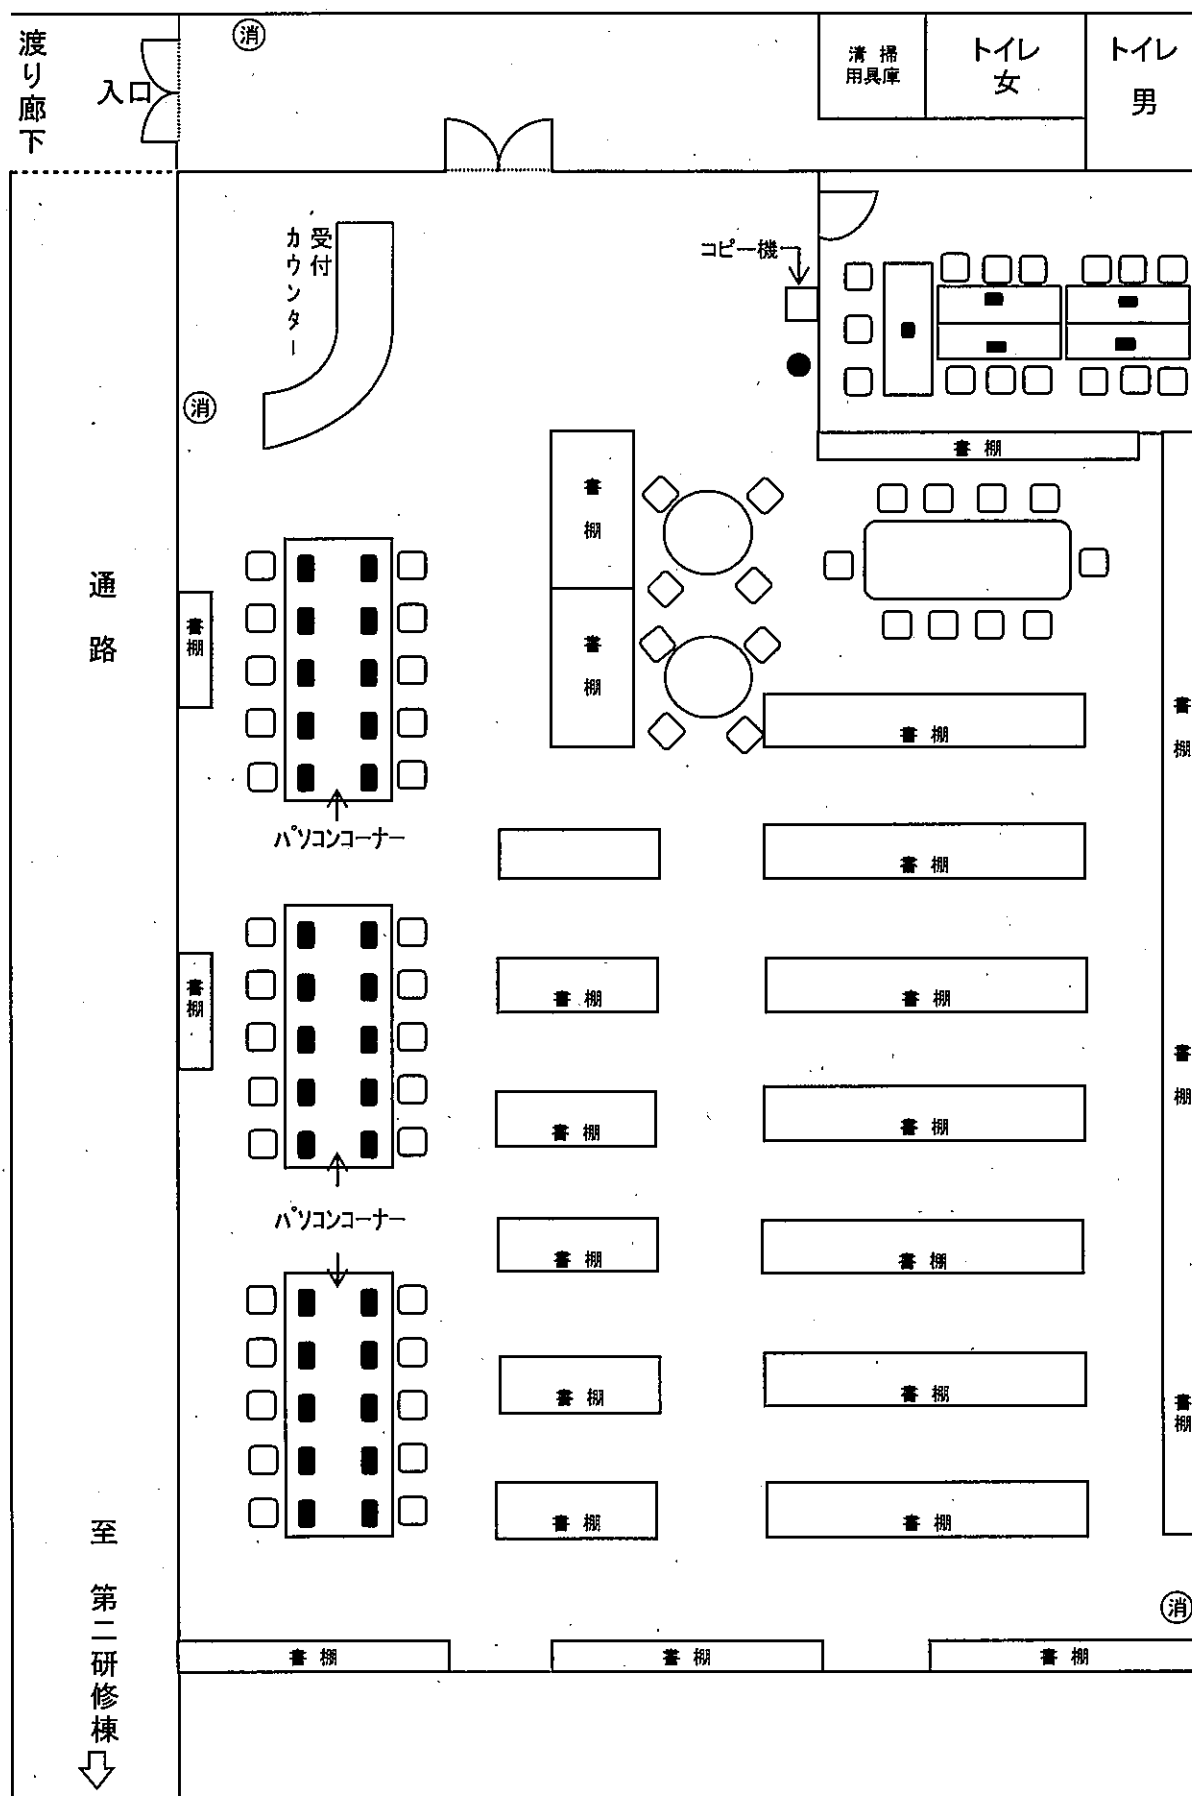 渡り廊下
入口
消
清掃
用具庫
トイレ
女
トイレ
男
受付
カウンター
コピー機
消
書棚
書棚
書棚
書棚
通路
書棚
書棚
パソコンコーナー
書棚
書棚
書棚
書棚
書棚
書棚
書棚
パソコンコーナー
書棚
書棚
書棚
書棚
書棚
書棚
書棚
至 第二研修棟
消
書棚
書棚
書棚